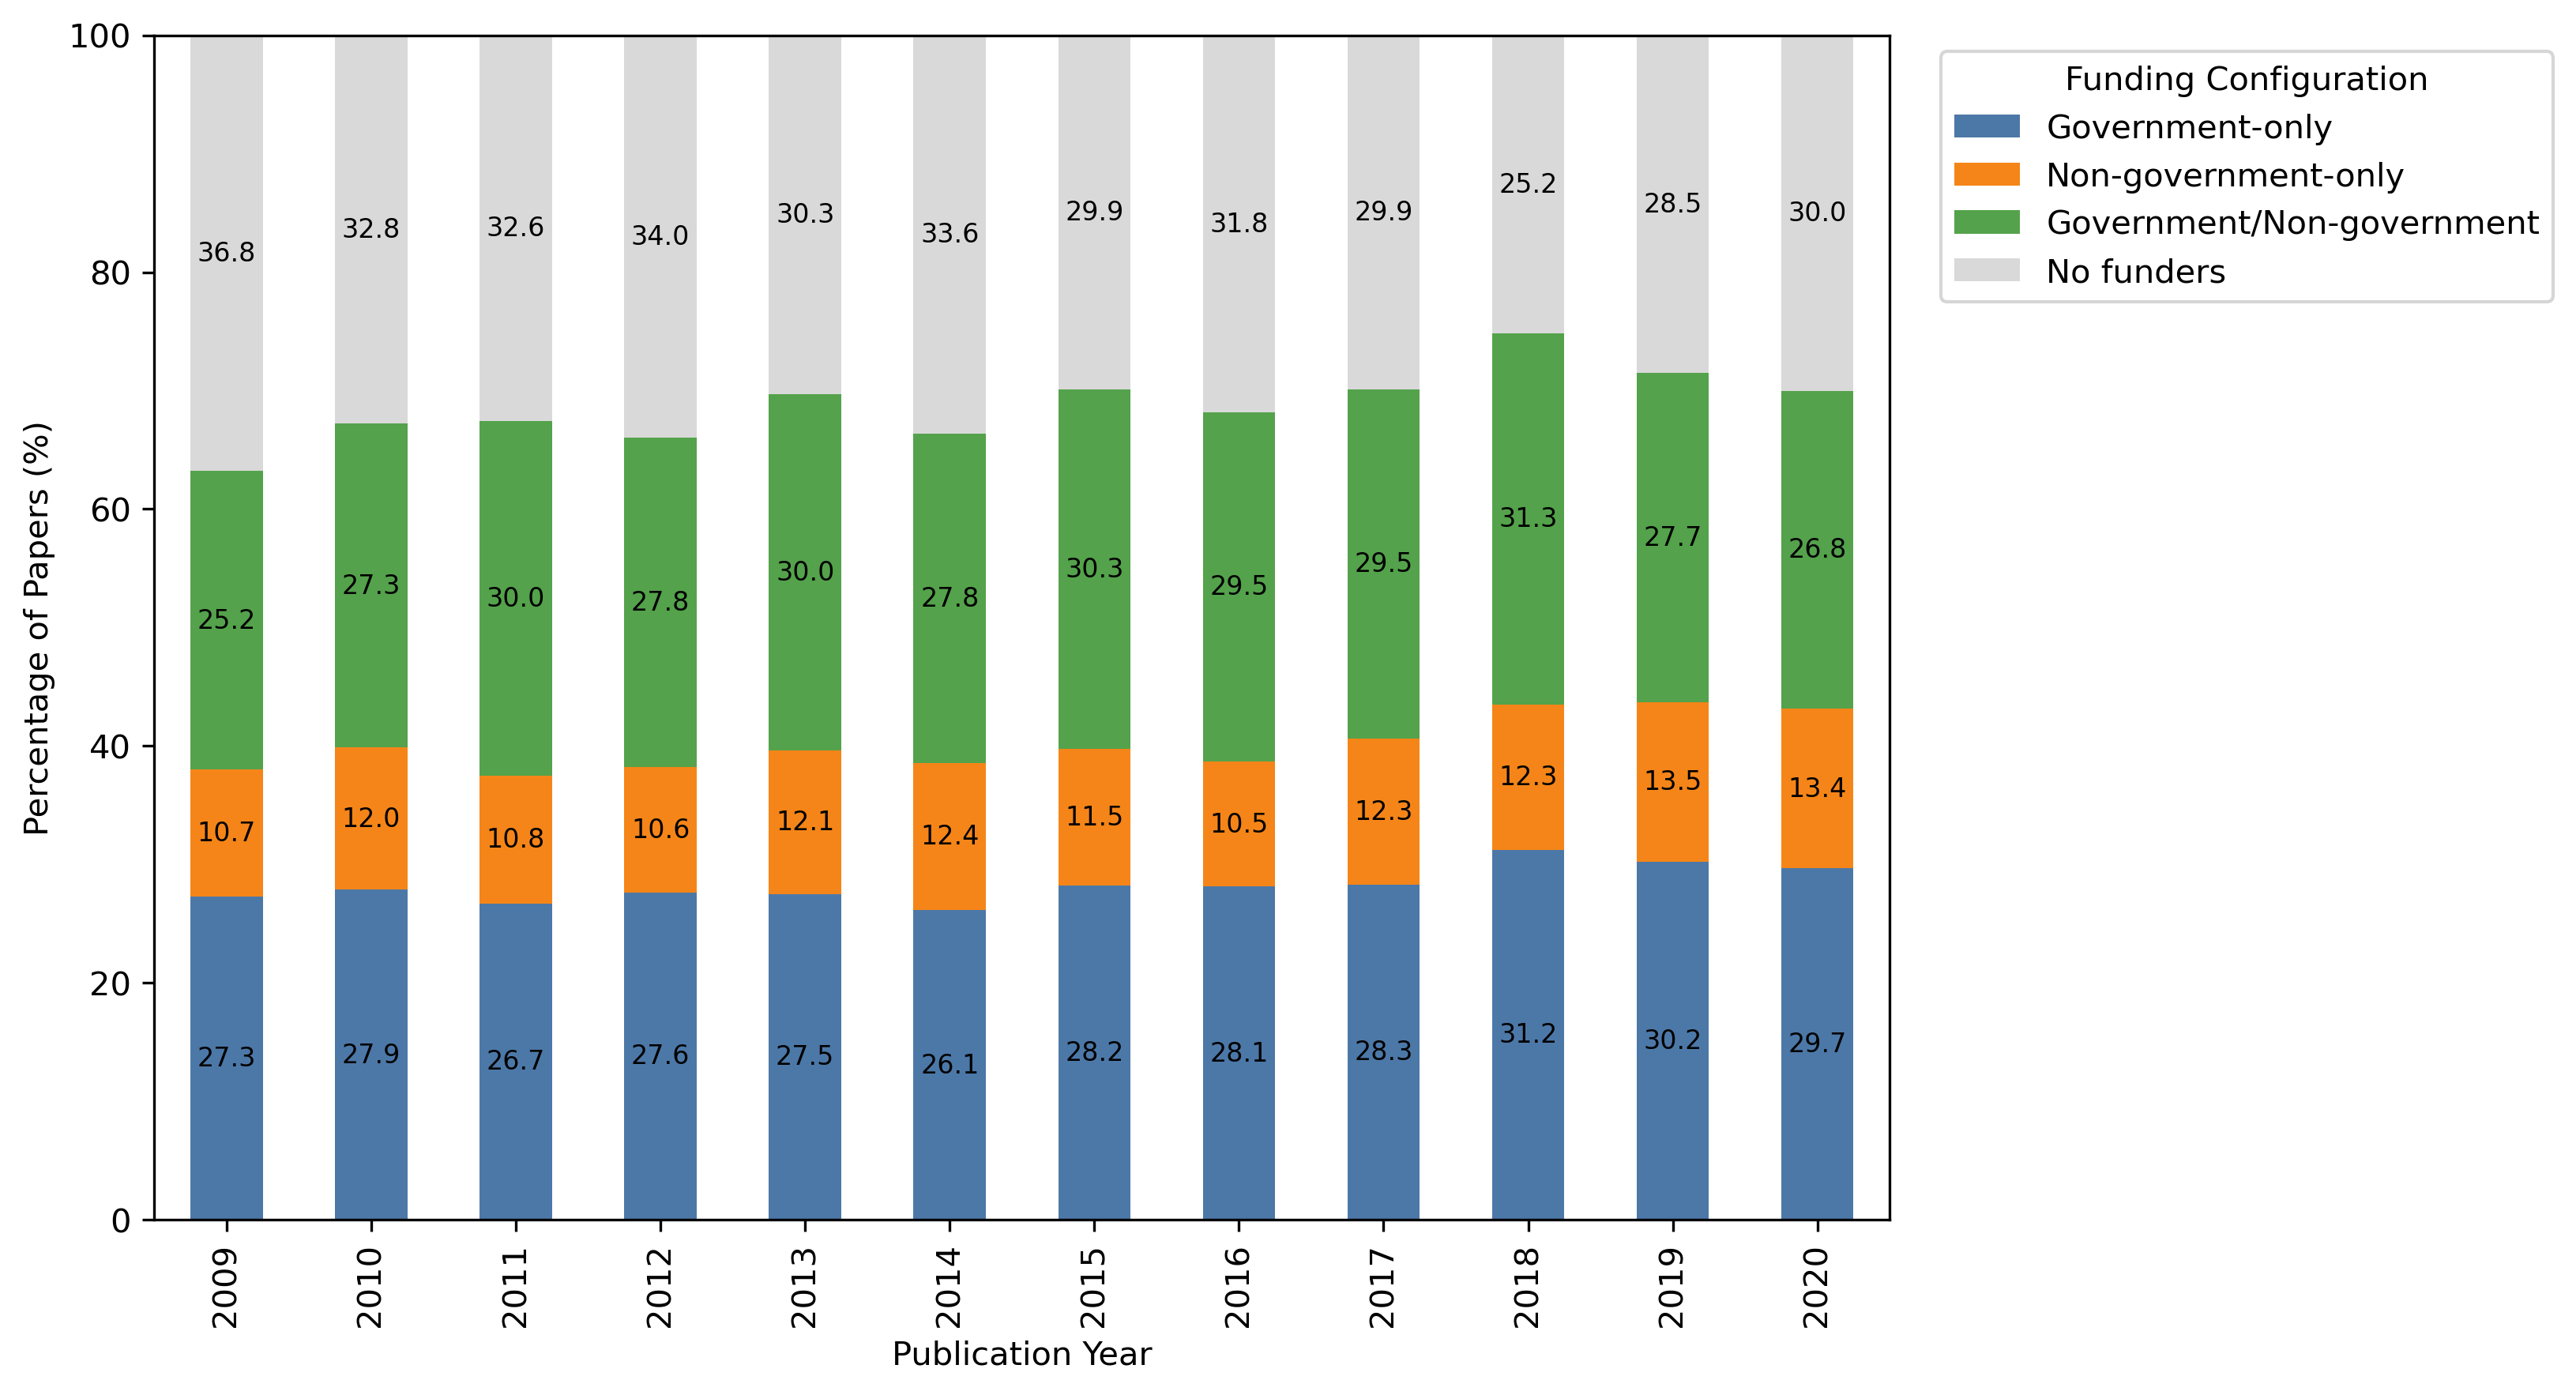 100
80
60
40
20
0
Percentage of Papers (%)
36.8 32.8 32.6 34.0 30.3 33.6 29.9 31.8 29.9 25.2 28.5 30.0
25.2 27.3 30.0 27.8 30.0 27.8 30.3 29.5 29.5 31.3 27.7 26.8
10.7 12.0 10.8 10.6 12.1 12.4 11.5 10.5 12.3 12.3 13.5 13.4
27.3 27.9 26.7 27.6 27.5 26.1 28.2 28.1 28.3 31.2 30.2 29.7
2009 2010 2011 2012 2013 2014 2015 2016 2017 2018 2019 2020
Publication Year
Funding Configuration
Government-only
Non-government-only
Government/Non-government
No funders